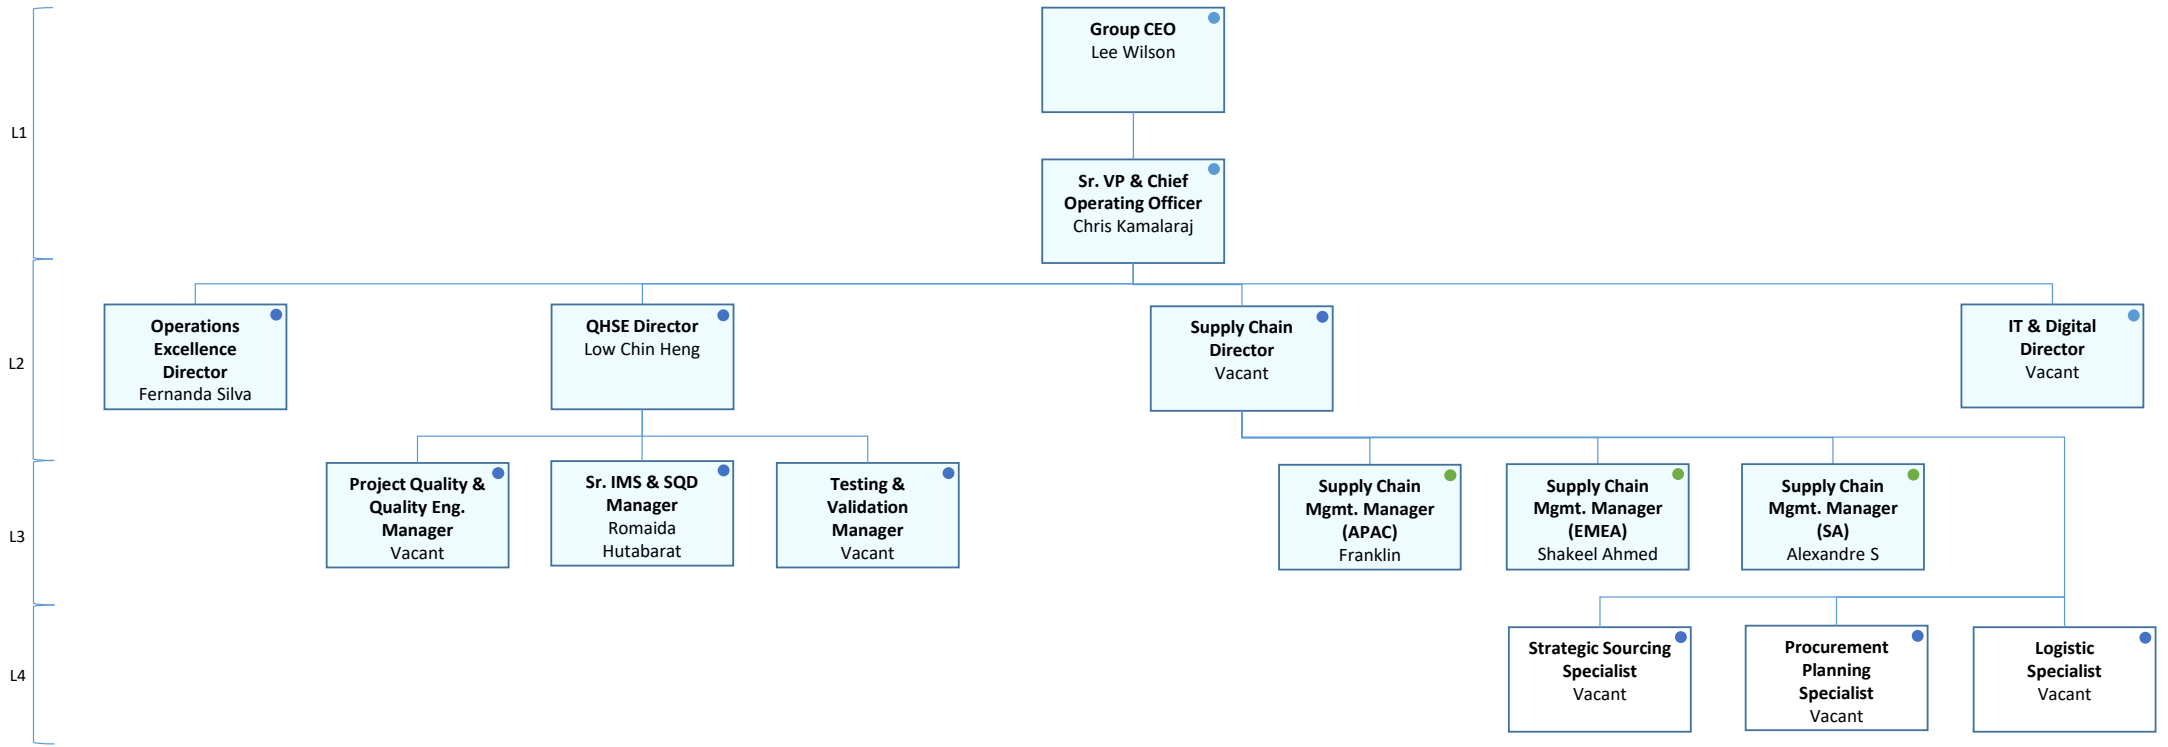 L1
Group CEO
Lee Wilson
Sr. VP & Chief
Operating Officer
Chris Kamalaraj
L2
Operations
Excellence
Director
Fernanda Silva
QHSE Director
Low Chin Heng
Supply Chain
Director
Vacant
IT & Digital
Director
Vacant
L3
Project Quality &
Quality Eng.
Manager
Vacant
Sr. IMS & SQD
Manager
Romaida
Hutabarat
Testing &
Validation
Manager
Vacant
Supply Chain
Mgmt. Manager
(APAC)
Franklin
Supply Chain
Mgmt. Manager
(EMEA)
Shakeel Ahmed
Supply Chain
Mgmt. Manager
(SA)
Alexandre S
L4
Strategic Sourcing
Specialist
Vacant
Procurement
Planning
Specialist
Vacant
Logistic
Specialist
Vacant